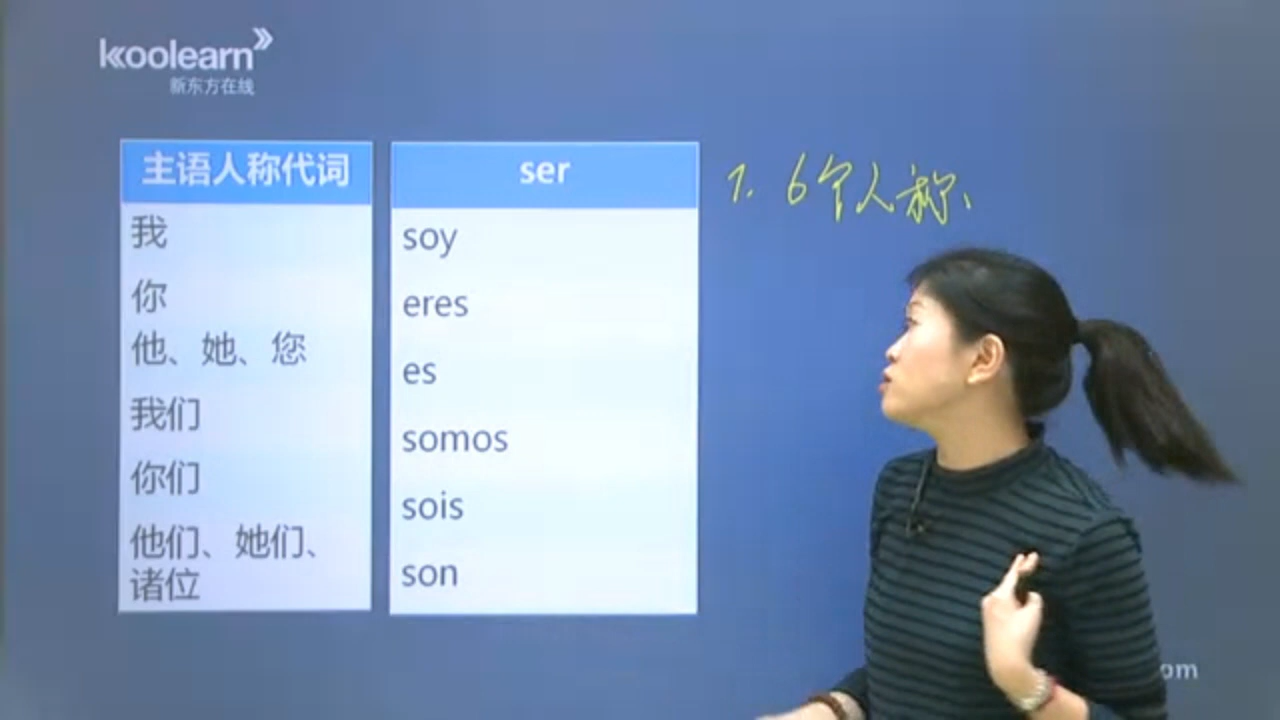 koolearn
新东方在线
主语人称代词
我
你
他、她、您
我们
你们
他们、她们、
诸位
ser
soy
eres
es
somos
sois
son
1. 6个人称、
om